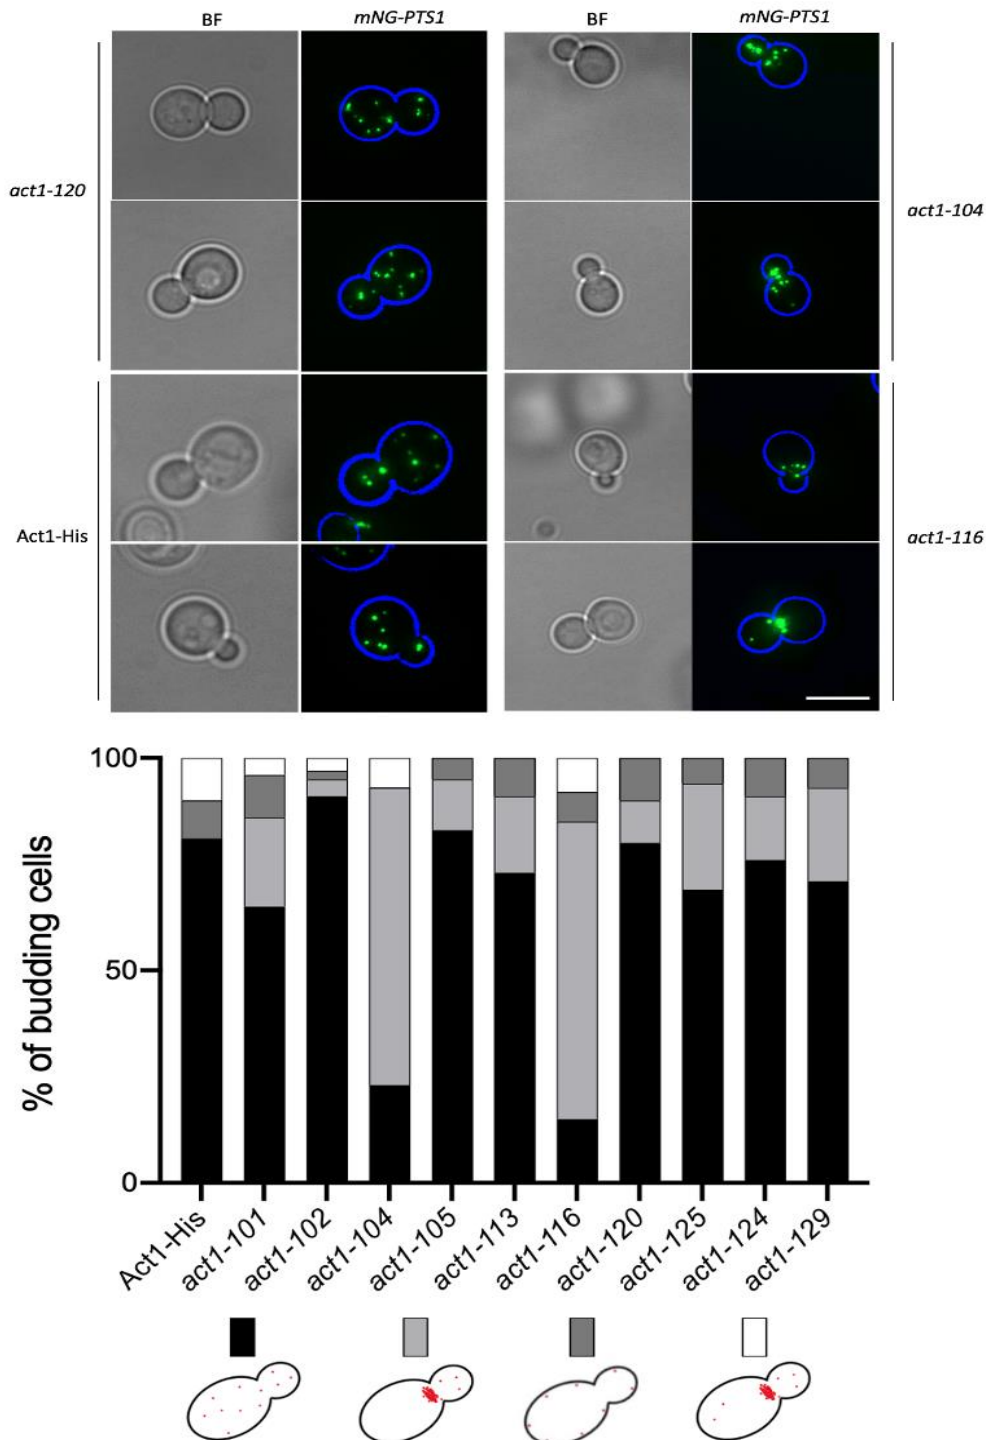 BF mNG-PTS1 BF mNG-PTS1
act1-120
act1-104
Act1-His
act1-116
% of budding cells
100
50
0
Act1-His act1-101 act1-102 act1-104 act1-105 act1-113 act1-116 act1-120 act1-125 act1-124 act1-129